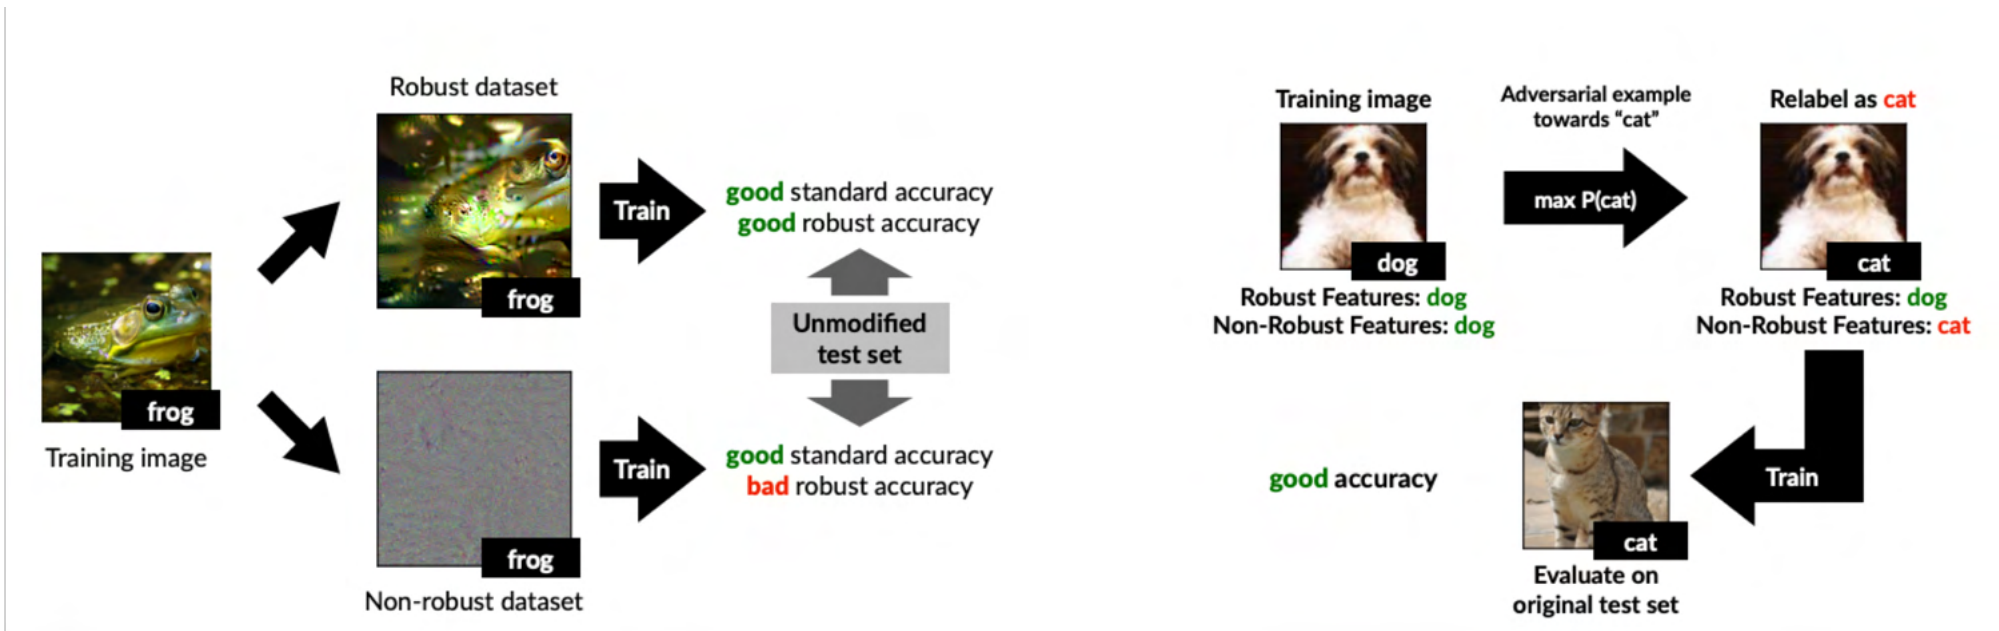 Robust dataset
frog
Train
good standard accuracy
good robust accuracy
frog
Training image
Unmodified
test set
Train
good standard accuracy
bad robust accuracy
frog
Non-robust dataset
Training image
dog
Robust Features: dog
Non-Robust Features: dog
Adversarial example
towards “cat”
max P(cat)
Relabel as cat
cat
Robust Features: dog
Non-Robust Features: cat
Train
cat
Evaluate on
original test set
good accuracy